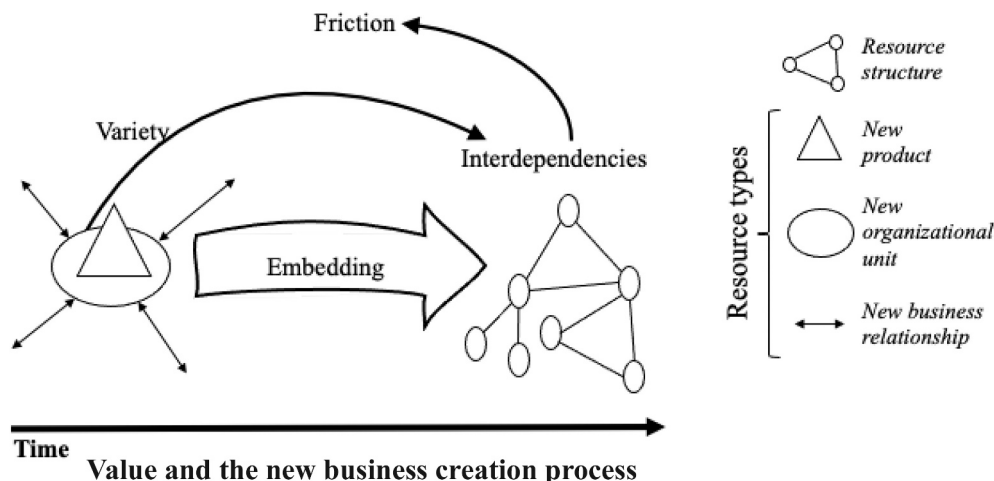 Friction
Variety
Interdependencies
Embedding
Time
Value and the new business creation process
Resource types
Resource
structure
New
product
New
organizational
unit
New business
relationship